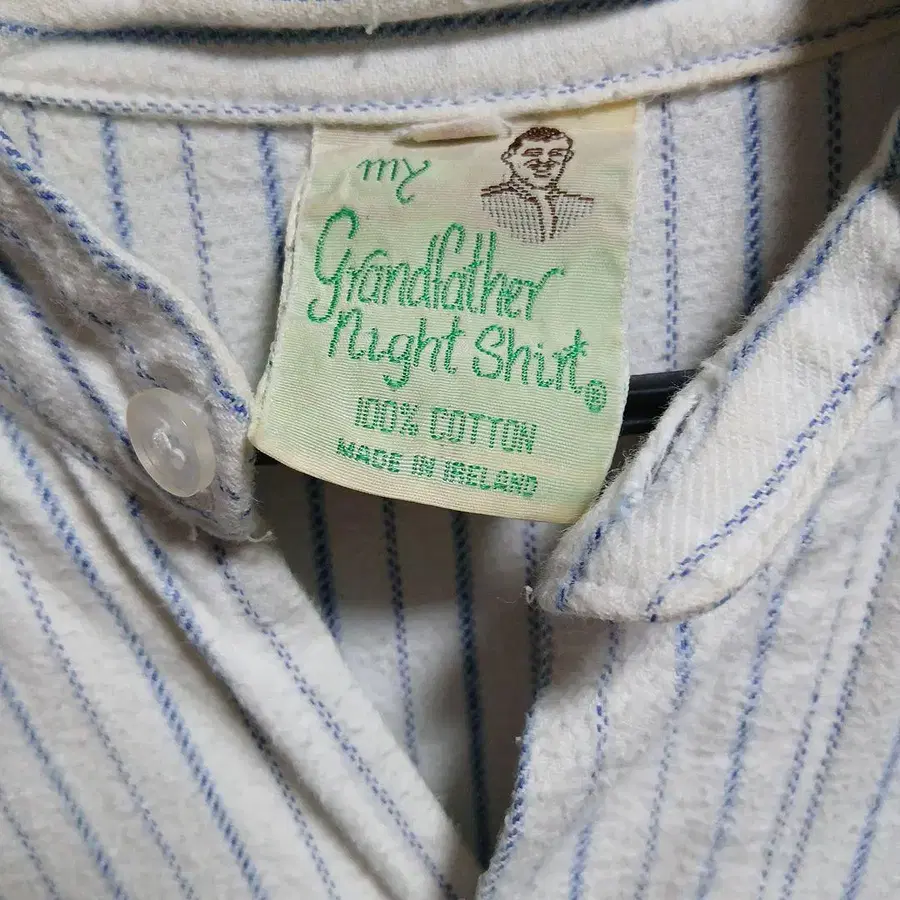 my
Grandfather
Night Shirt®
100% COTTON
MADE IN IRELAND